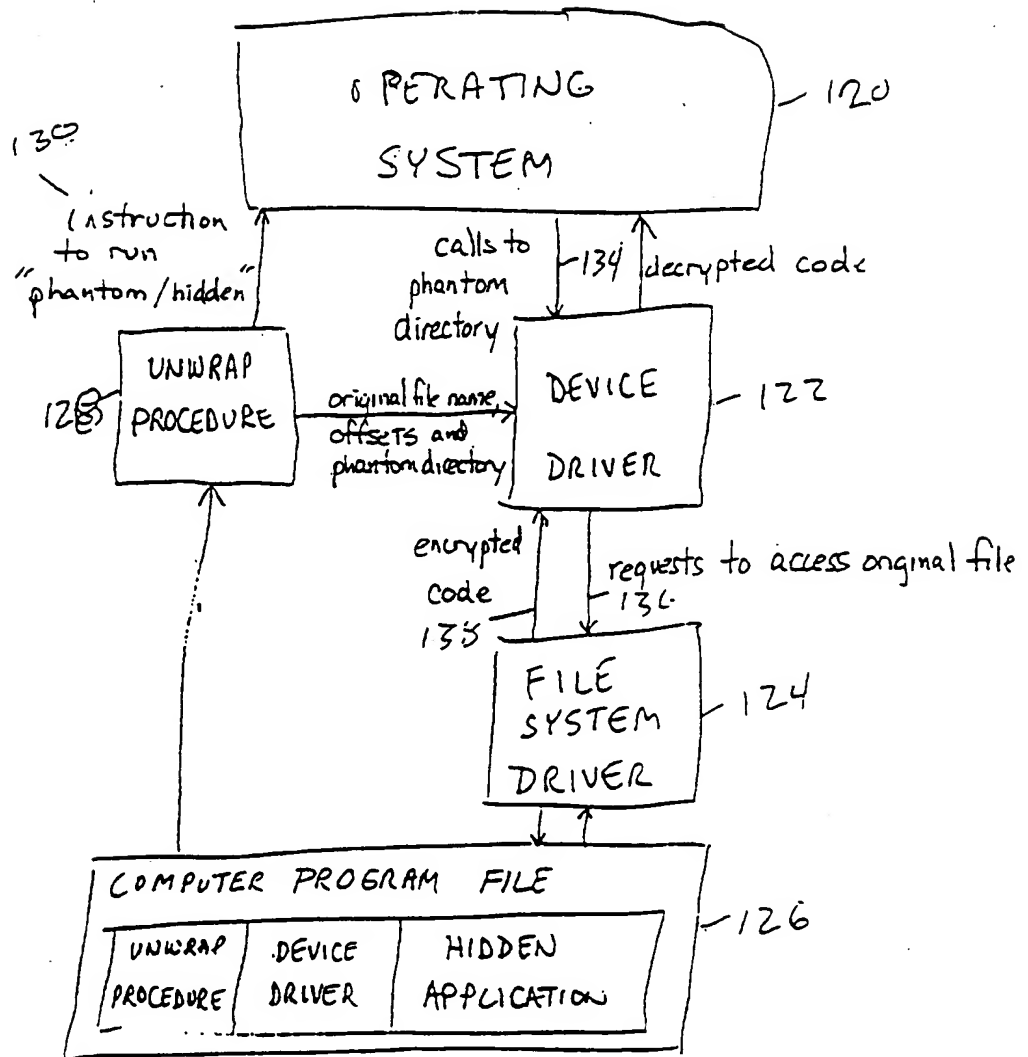 OPERATING
SYSTEM
120
130
instruction
to run
"phantom/hidden"
calls to
phantom
directory
134
decrypted code
UNWRAP
PROCEDURE
128
original file name,
offsets and
phantom directory
DEVICE
DRIVER
122
encrypted
code
138
requests to access original file
136
FILE
SYSTEM
DRIVER
124
COMPUTER PROGRAM FILE
UNWRAP
PROCEDURE
DEVICE
DRIVER
HIDDEN
APPLICATION
126